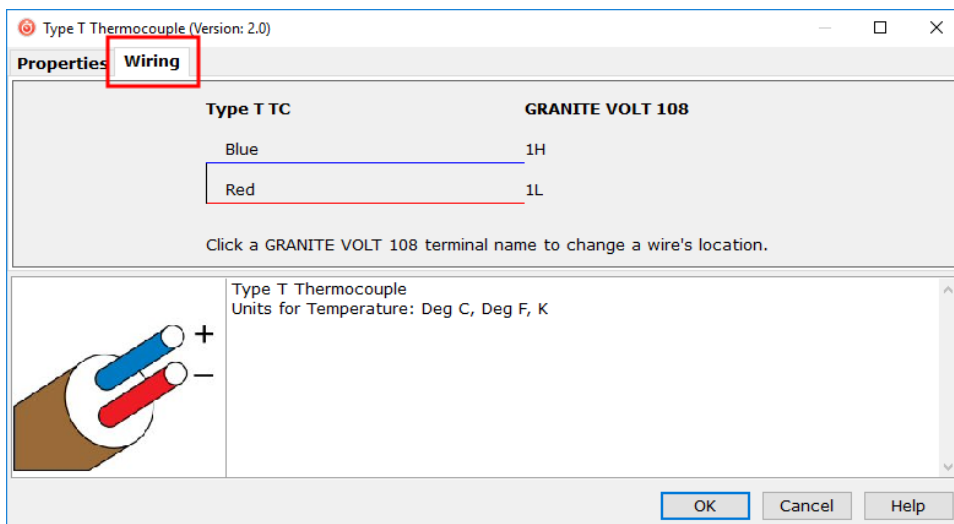 Type T Thermocouple (Version: 2.0)
Properties Wiring
Type T TC GRANITE VOLT 108
Blue 1H
Red 1L
Click a GRANITE VOLT 108 terminal name to change a wire's location.
Type T Thermocouple
Units for Temperature: Deg C, Deg F, K
+
−
OK Cancel Help